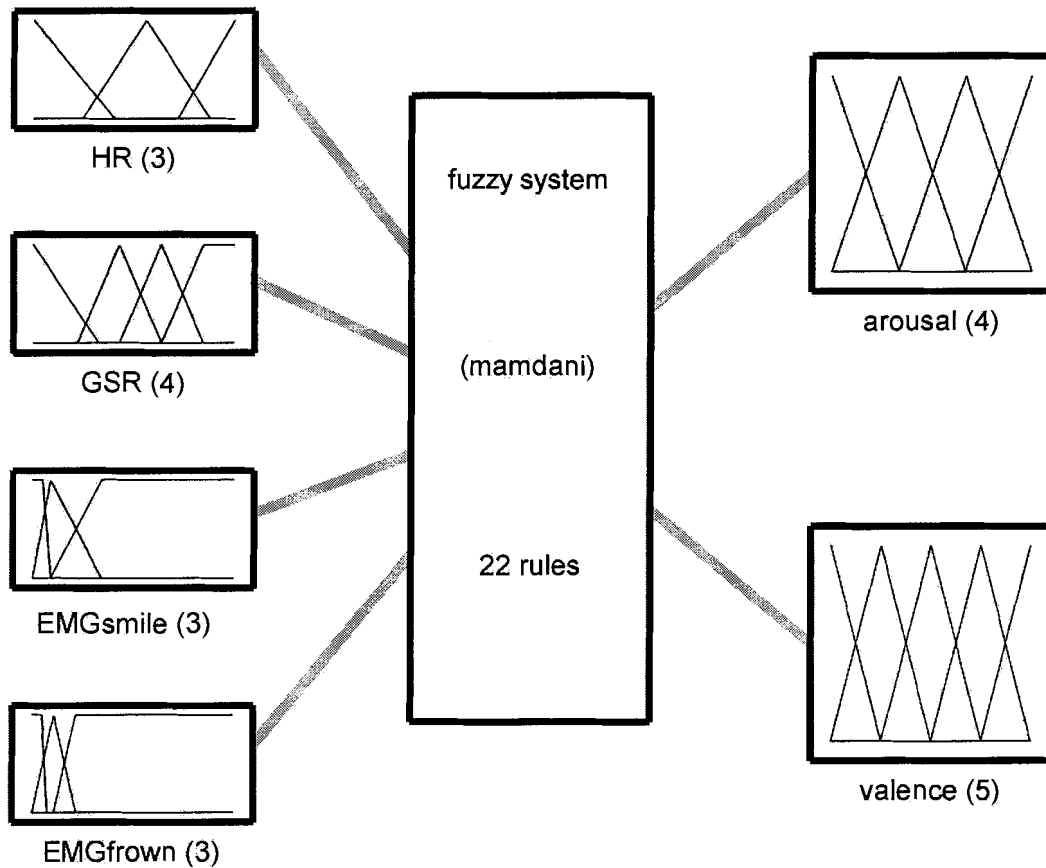 HR (3)
GSR (4)
EMGsmile (3)
EMGfrown (3)
fuzzy system
(mamdani)
22 rules
arousal (4)
valence (5)